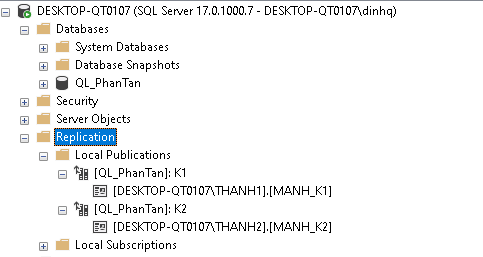 DESKTOP-QT0107 (SQL Server 17.0.1000.7 - DESKTOP-QT0107\dinhq)
Databases
System Databases
Database Snapshots
QL_PhanTan
Security
Server Objects
Replication
Local Publications
[QL_PhanTan]: K1
[DESKTOP-QT0107\THANH1].[MANH_K1]
[QL_PhanTan]: K2
[DESKTOP-QT0107\THANH2].[MANH_K2]
Local Subscriptions